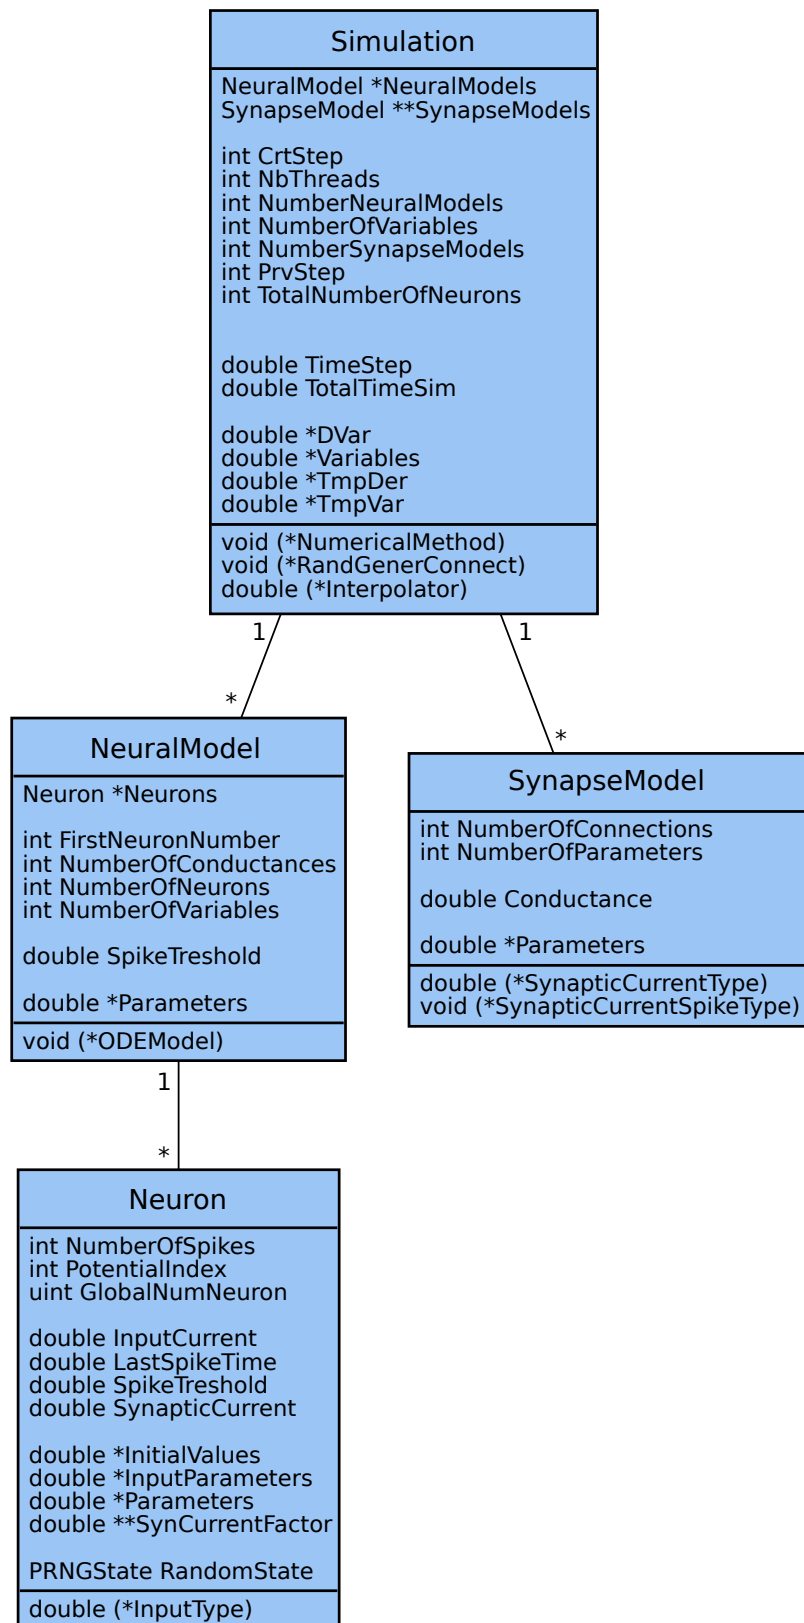 Simulation
NeuralModel *NeuralModels
SynapseModel **SynapseModels
int CrtStep
int NbThreads
int NumberNeuralModels
int NumberOfVariables
int NumberSynapseModels
int PrvStep
int TotalNumberOfNeurons
double TimeStep
double TotalTimeSim
double *DVar
double *Variables
double *TmpDer
double *TmpVar
void (*NumericalMethod)
void (*RandGenerConnect)
double (*Interpolator)
1
1
*
*
NeuralModel
Neuron *Neurons
int FirstNeuronNumber
int NumberOfConductances
int NumberOfNeurons
int NumberOfVariables
double SpikeTreshold
double *Parameters
void (*ODEModel)
SynapseModel
int NumberOfConnections
int NumberOfParameters
double Conductance
double *Parameters
double (*SynapticCurrentType)
void (*SynapticCurrentSpikeType)
1
*
Neuron
int NumberOfSpikes
int PotentialIndex
uint GlobalNumNeuron
double InputCurrent
double LastSpikeTime
double SpikeTreshold
double SynapticCurrent
double *InitialValues
double *InputParameters
double *Parameters
double **SynCurrentFactor
PRNGState RandomState
double (*InputType)